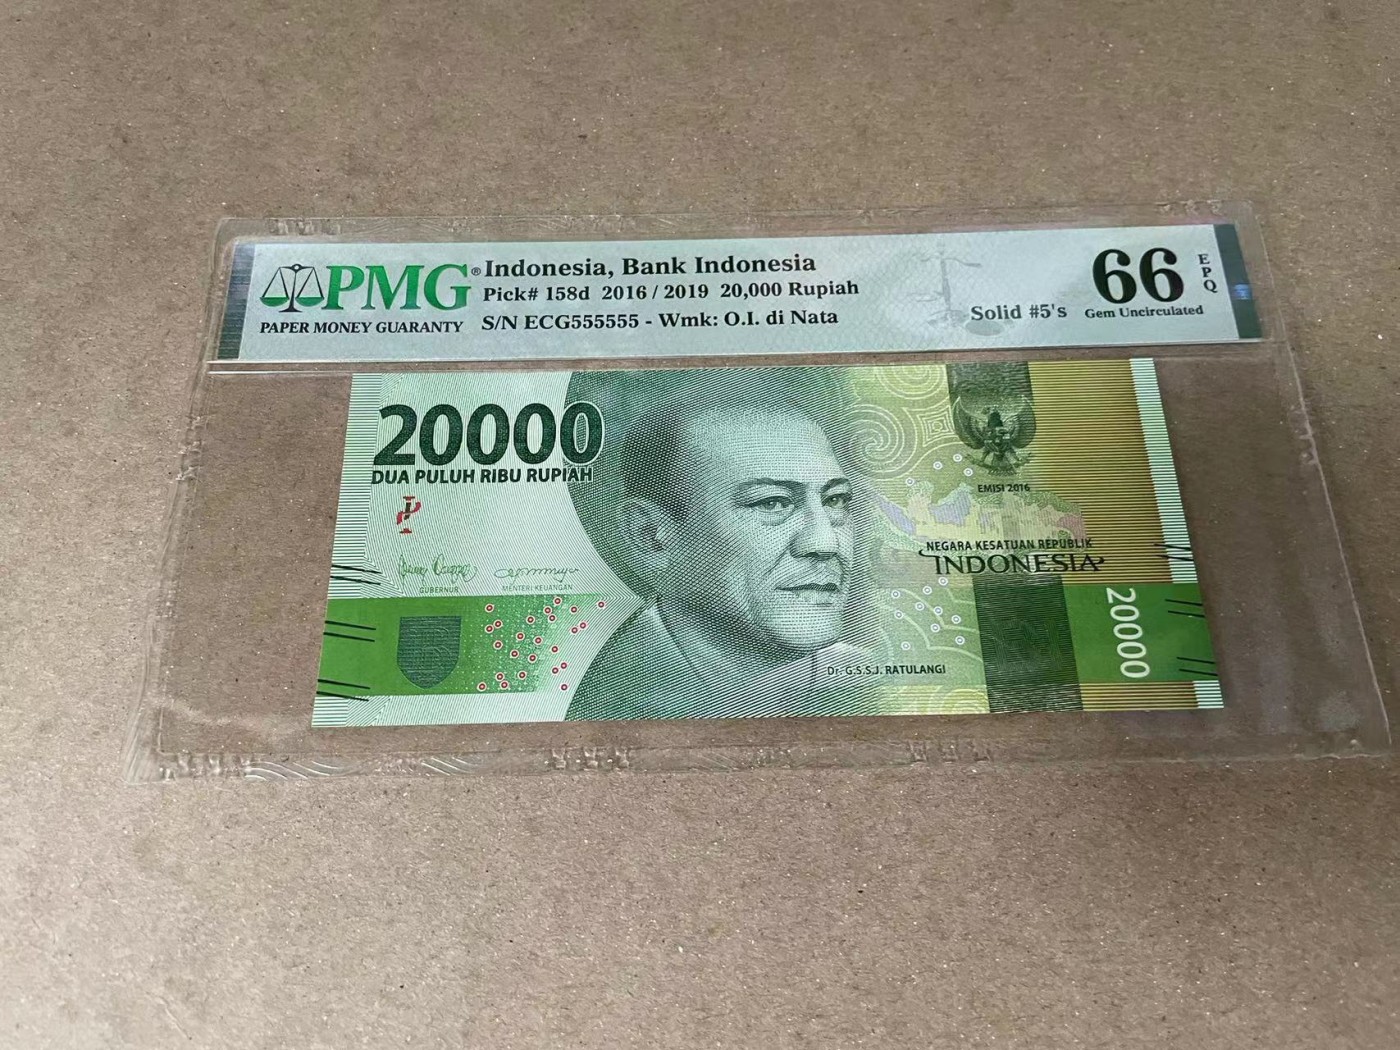 PMG®
PAPER MONEY GUARANTY
Indonesia, Bank Indonesia
Pick# 158d 2016 / 2019 20,000 Rupiah
S/N ECG555555 - Wmk: O.I. di Nata
Solid #5's
66
EPQ
Gem Uncirculated
20000
DUA PULUH RIBU RUPIAH
GUBERNUR
MENTERI KEUANGAN
EMISI 2016
NEGARA KESATUAN REPUBLIK
INDONESIA
Dr. G.S.S.J. RATULANGI
20000